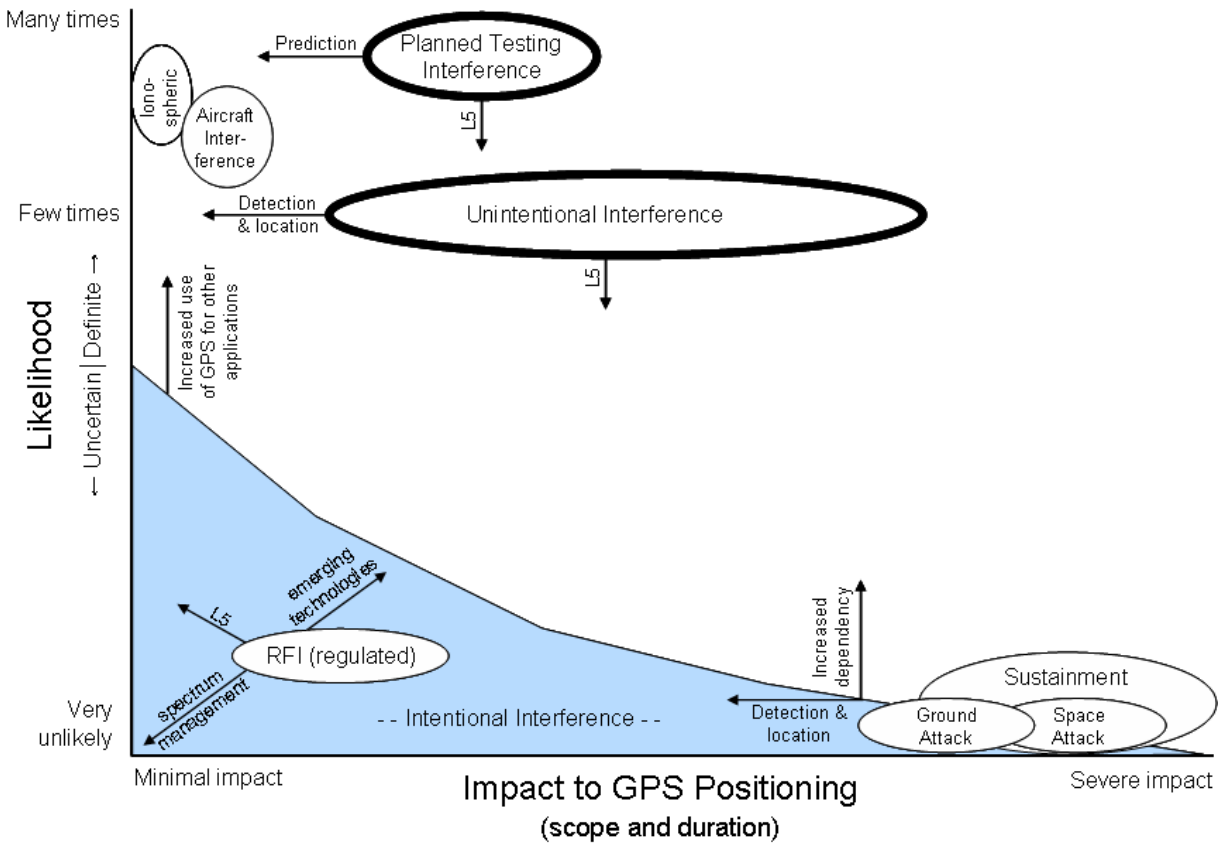 Many times
Prediction
Planned Testing
Interference
Iono-
spheric
Aircraft
Inter-
ference
L5
Few times
Detection
& location
Unintentional Interference
L5
Likelihood
← Uncertain | Definite →
Increased use
of GPS for other
applications
emerging
technologies
L5
RFI (regulated)
spectrum
management
Increased
dependency
Sustainment
Very
unlikely
-- Intentional Interference --
Detection &
location
Ground
Attack
Space
Attack
Minimal impact
Impact to GPS Positioning
(scope and duration)
Severe impact